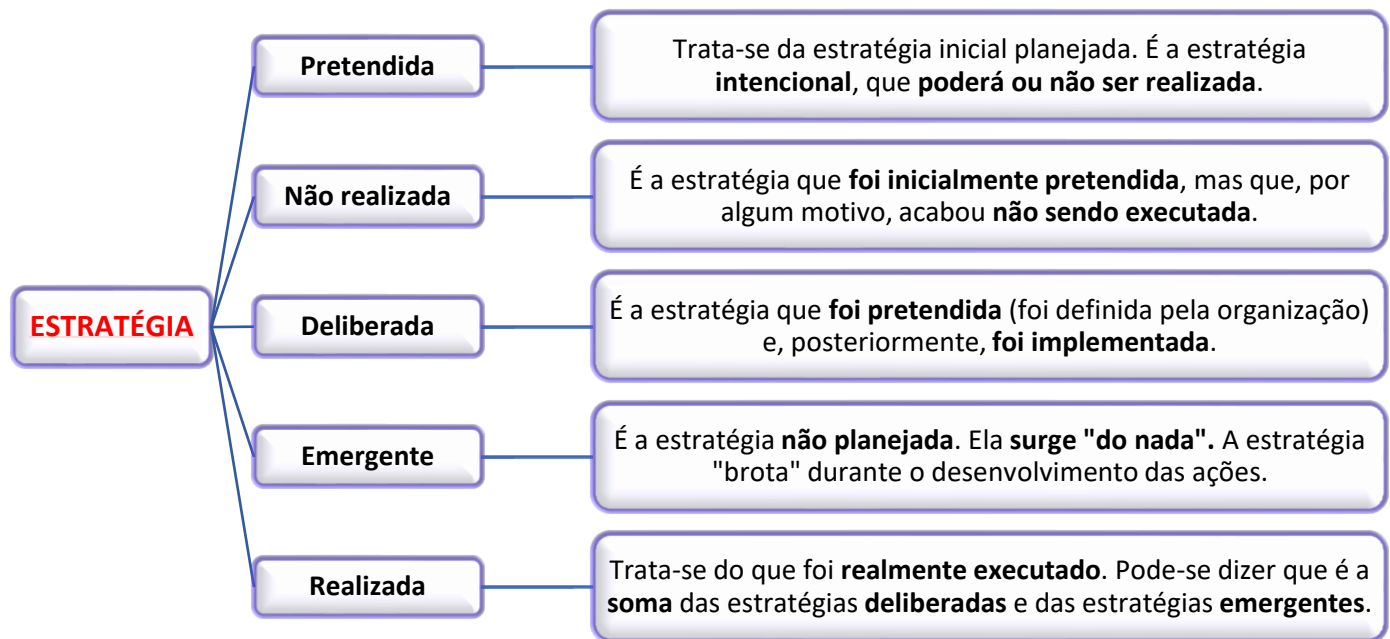 Pretendida
Trata-se da estratégia inicial planejada. É a estratégia
intencional, que poderá ou não ser realizada.
Não realizada
É a estratégia que foi inicialmente pretendida, mas que, por
algum motivo, acabou não sendo executada.
ESTRATÉGIA
Deliberada
É a estratégia que foi pretendida (foi definida pela organização)
e, posteriormente, foi implementada.
Emergente
É a estratégia não planejada. Ela surge "do nada". A estratégia
"brota" durante o desenvolvimento das ações.
Realizada
Trata-se do que foi realmente executado. Pode-se dizer que é a
soma das estratégias deliberadas e das estratégias emergentes.